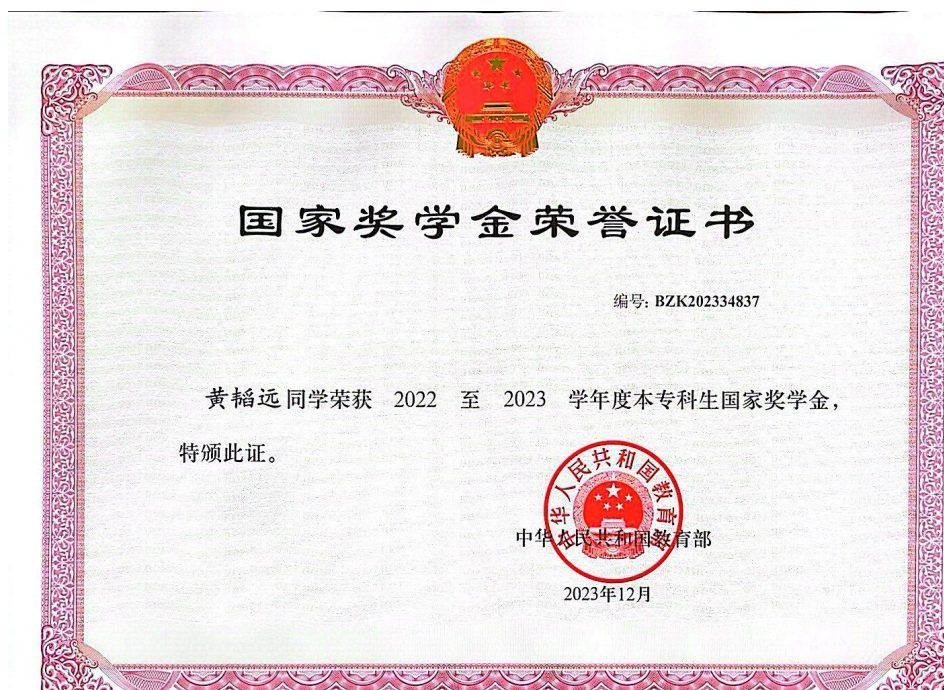 国家奖学金荣誉证书
编号: BZK202334837
黄韬远同学荣获 2022 至 2023 学年度本专科生国家奖学金,
特颁此证。
中华人民共和国教育部
中华人民共和国教育部
2023年12月